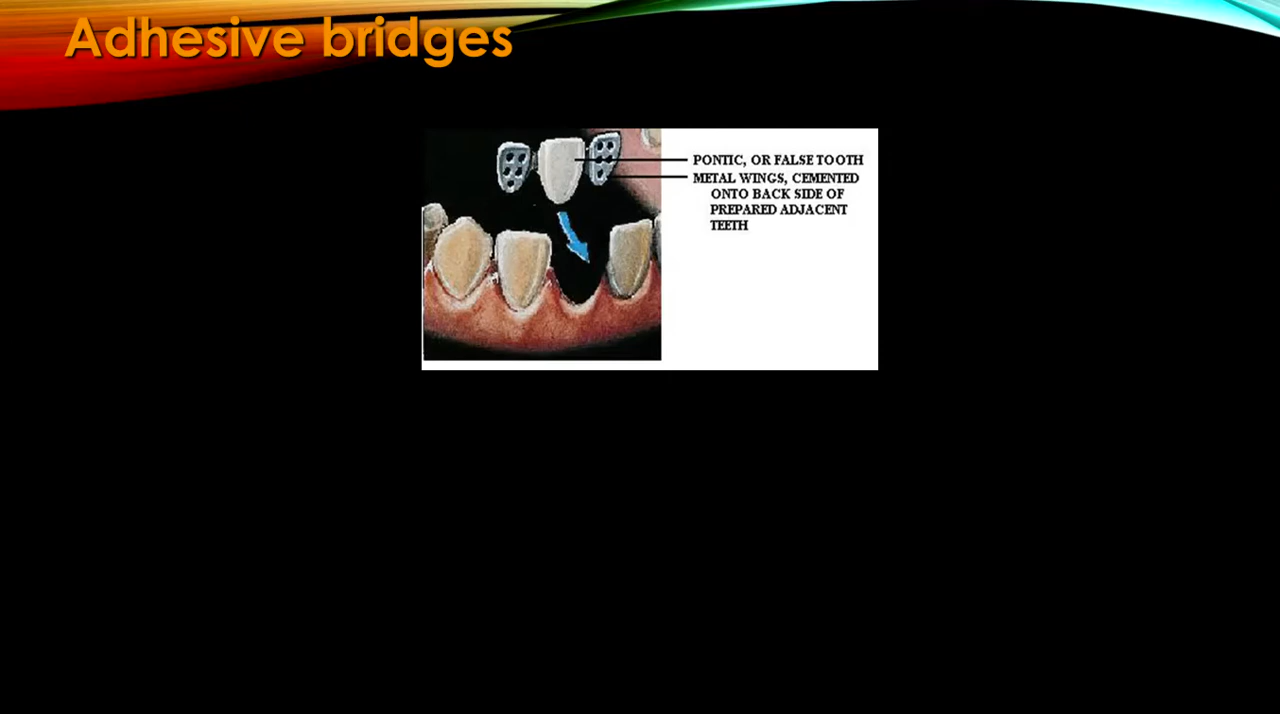 Adhesive bridges
PONTIC, OR FALSE TOOTH
METAL WINGS, CEMENTED
ONTO BACK SIDE OF
PREPARED ADJACENT
TEETH